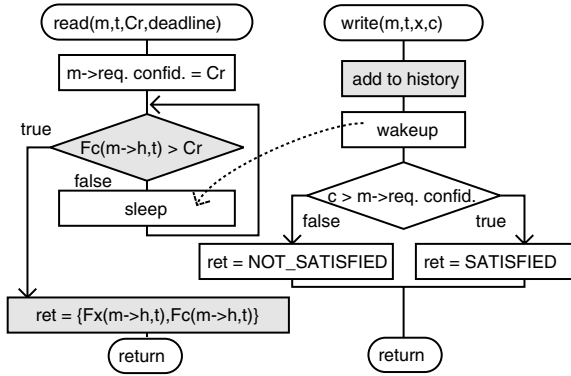 read(m,t,Cr,deadline)
m->req. confid. = Cr
true
Fc(m->h,t) > Cr
false
sleep
ret = {Fx(m->h,t),Fc(m->h,t)}
return
write(m,t,x,c)
add to history
wakeup
c > m->req. confid.
false
true
ret = NOT_SATISFIED
ret = SATISFIED
return